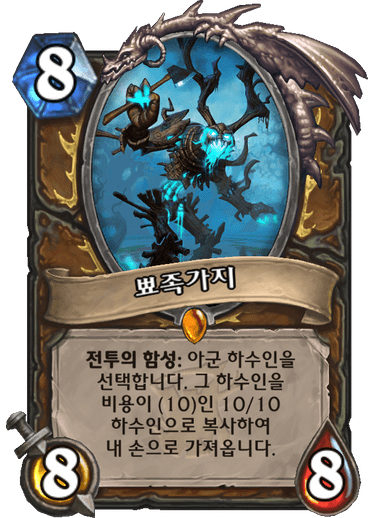 8
뾰족가지
전투의 함성: 아군 하수인을
선택합니다. 그 하수인을
비용이 (10)인 10/10
하수인으로 복사하여
내 손으로 가져옵니다.
8
8